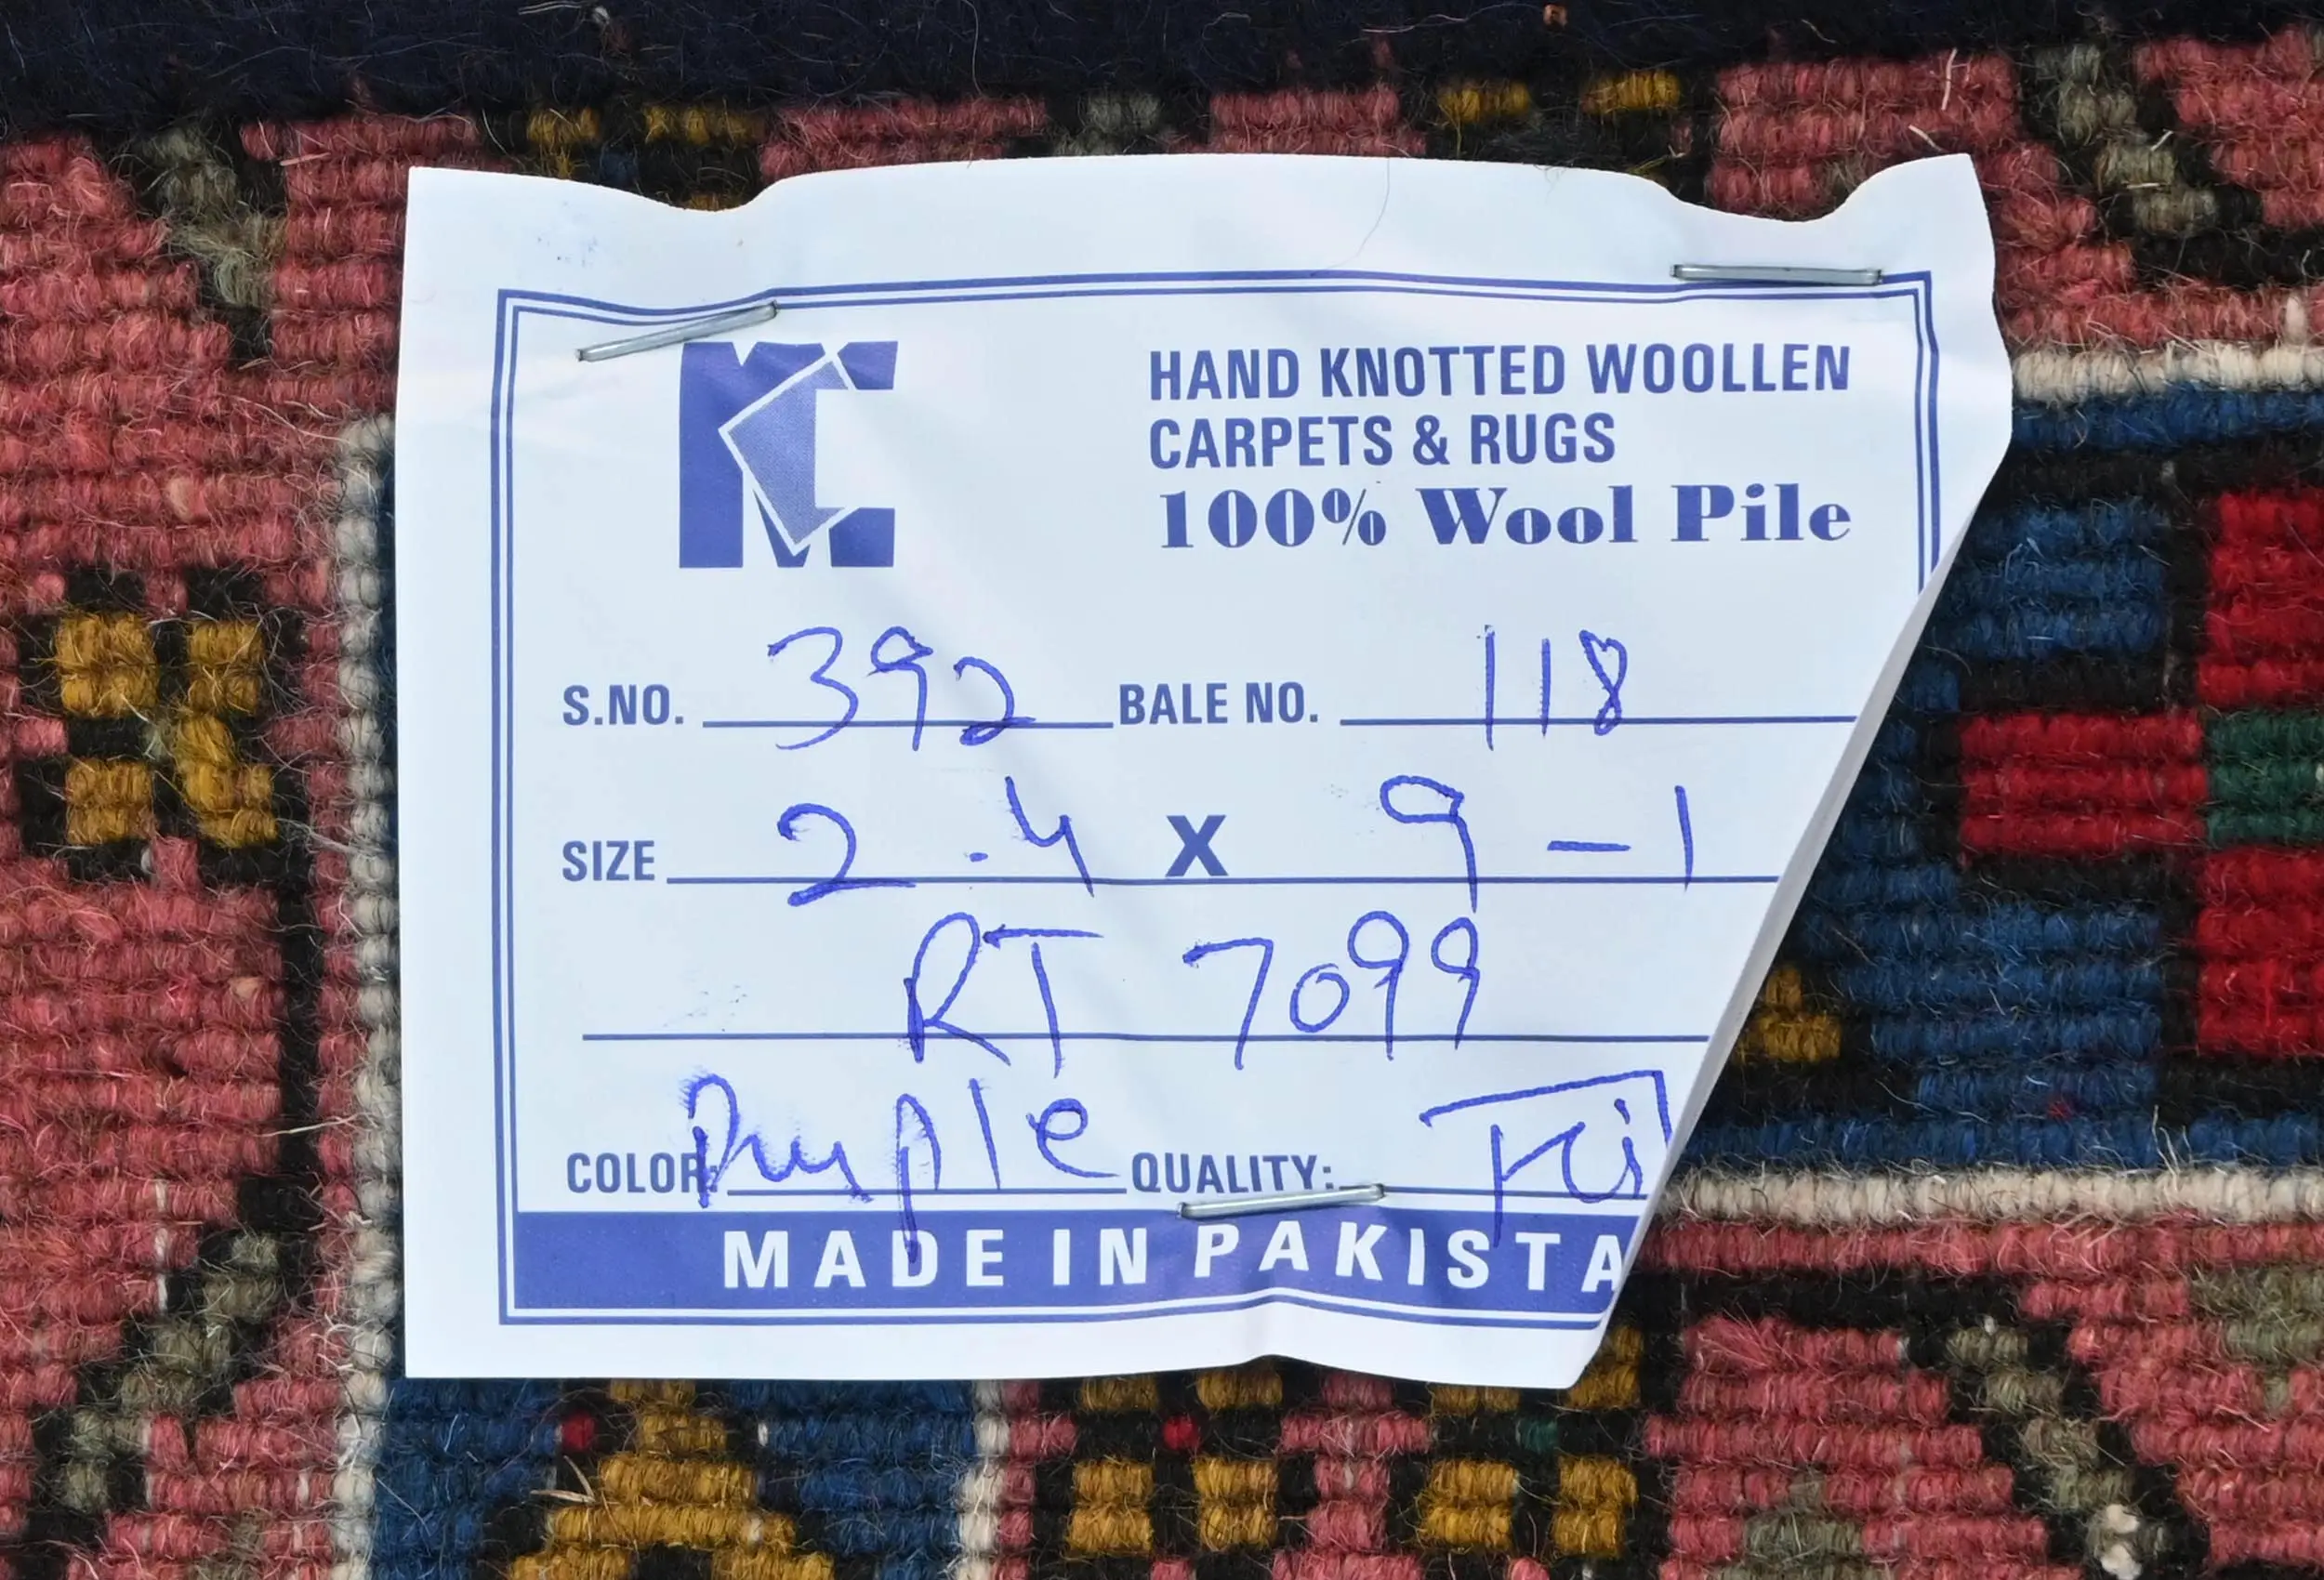 KC
HAND KNOTTED WOOLLEN
CARPETS & RUGS
100% Wool Pile
S.NO. 392 BALE NO. 118
SIZE 2.4 X 9-1
RT 7099
COLOR: Purple QUALITY:
MADE IN PAKISTA